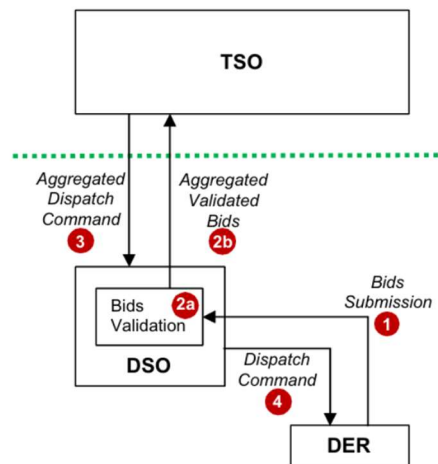 TSO
Aggregated
Dispatch
Command
3
Aggregated
Validated
Bids
2b
Bids
Validation
2a
DSO
Bids
Submission
1
Dispatch
Command
4
DER